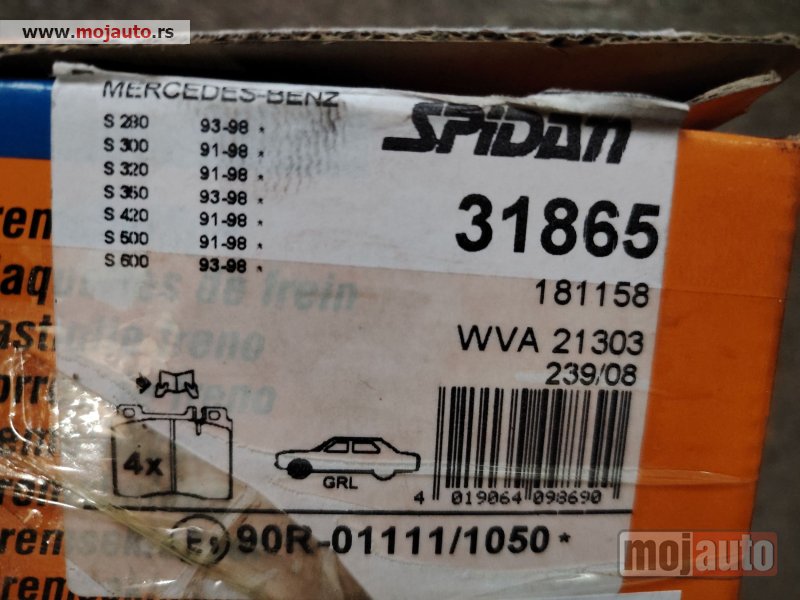 www.mojauto.rs
MERCEDES-BENZ
S 280 93-98 *
S 300 91-98 *
S 320 91-98 *
S 350 93-98 *
S 420 91-98 *
S 500 91-98 *
S 600 93-98 *
SPIDAN
31865
181158
WVA 21303
239/08
4x
GRL
4 019064 098690
90R-01111/1050 *
mojauto